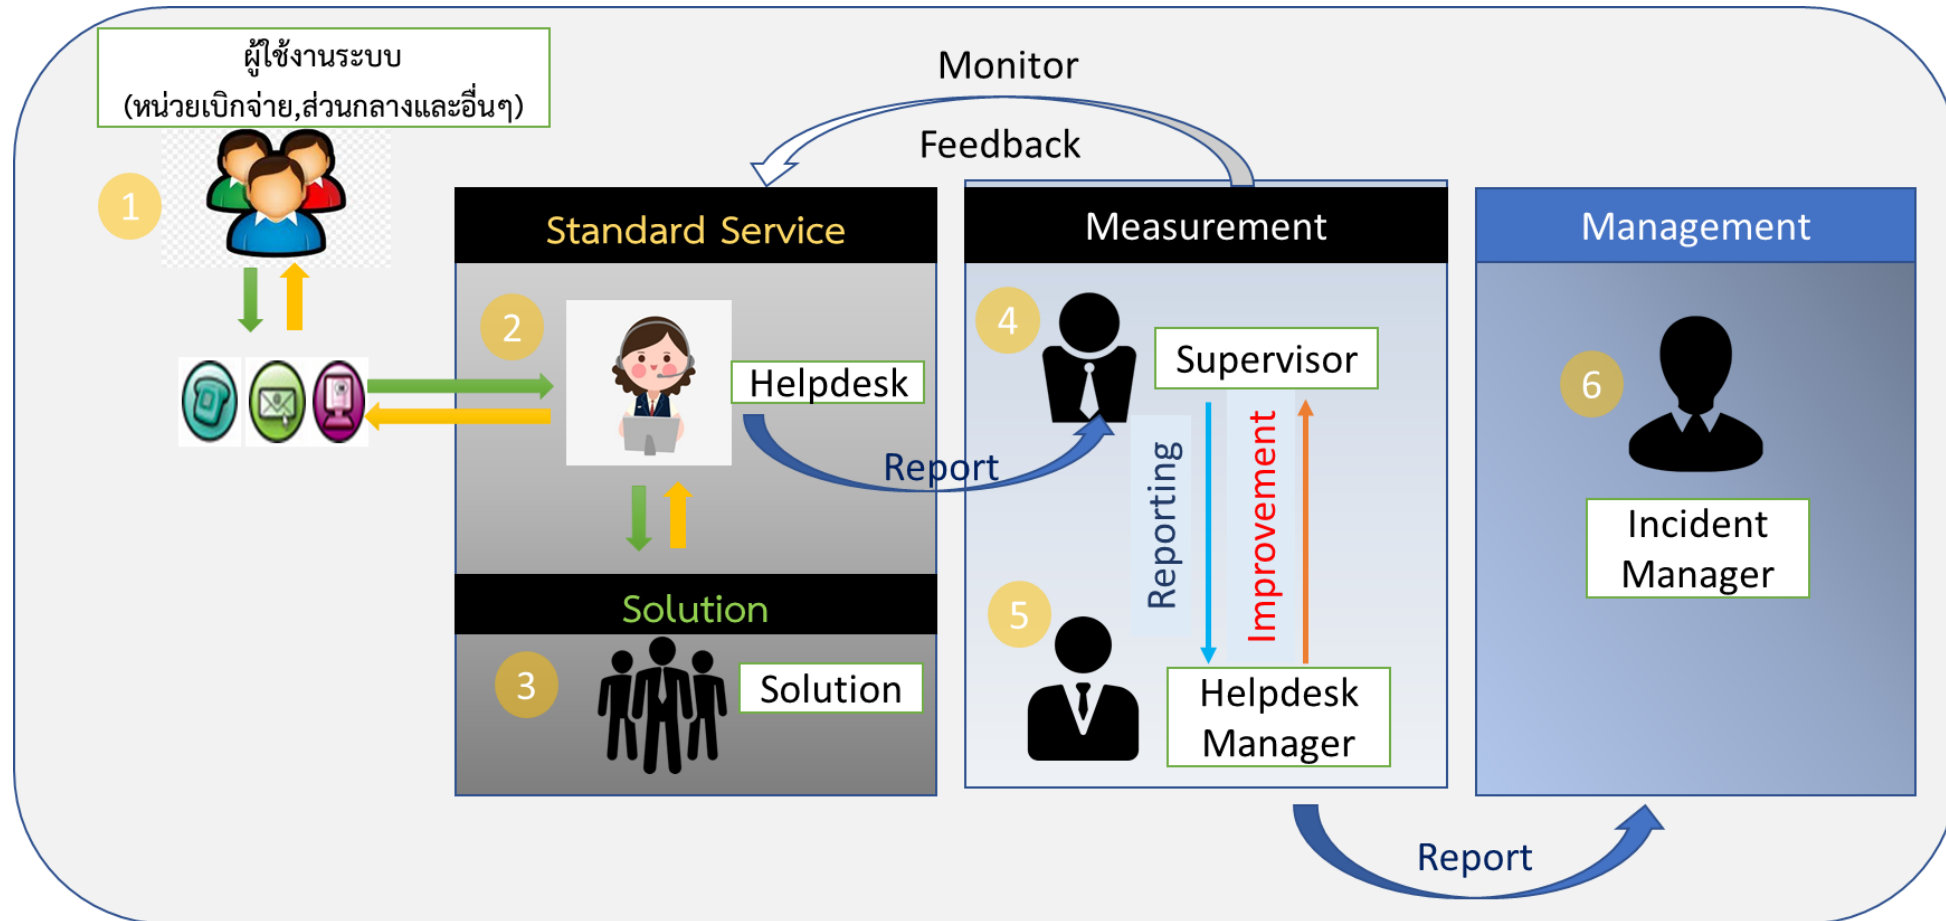 ผู้ใช้งานระบบ
(หน่วยเบิกจ่าย,ส่วนกลางและอื่นๆ)
Monitor
Feedback
1
Standard Service
Measurement
Management
2
Helpdesk
4
Supervisor
6
Report
Reporting
Improvement
Incident
Manager
Solution
3
Solution
5
Helpdesk
Manager
Report